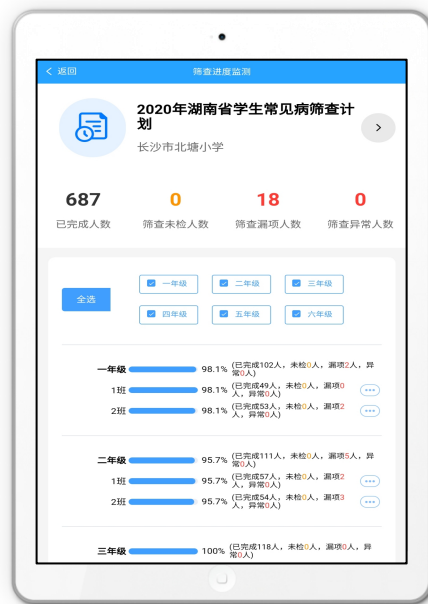 返回
筛查进度监测
2020年湖南省学生常见病筛查计
划
长沙市北塘小学
687
0
18
0
已完成人数
筛查未检人数
筛查漏项人数
筛查异常人数
全选
一年级
二年级
三年级
四年级
五年级
六年级
一年级 98.1% (已完成102人，未检0人，漏项2人，异
常0人)
1班 98.1% (已完成49人，未检0人，漏项0
人，异常0人)
2班 98.1% (已完成53人，未检0人，漏项2
人，异常0人)
二年级 95.7% (已完成111人，未检0人，漏项5人，异
常0人)
1班 95.7% (已完成57人，未检0人，漏项2
人，异常0人)
2班 95.7% (已完成54人，未检0人，漏项3
人，异常0人)
三年级 100% (已完成118人，未检0人，漏项0人，异
常0人)